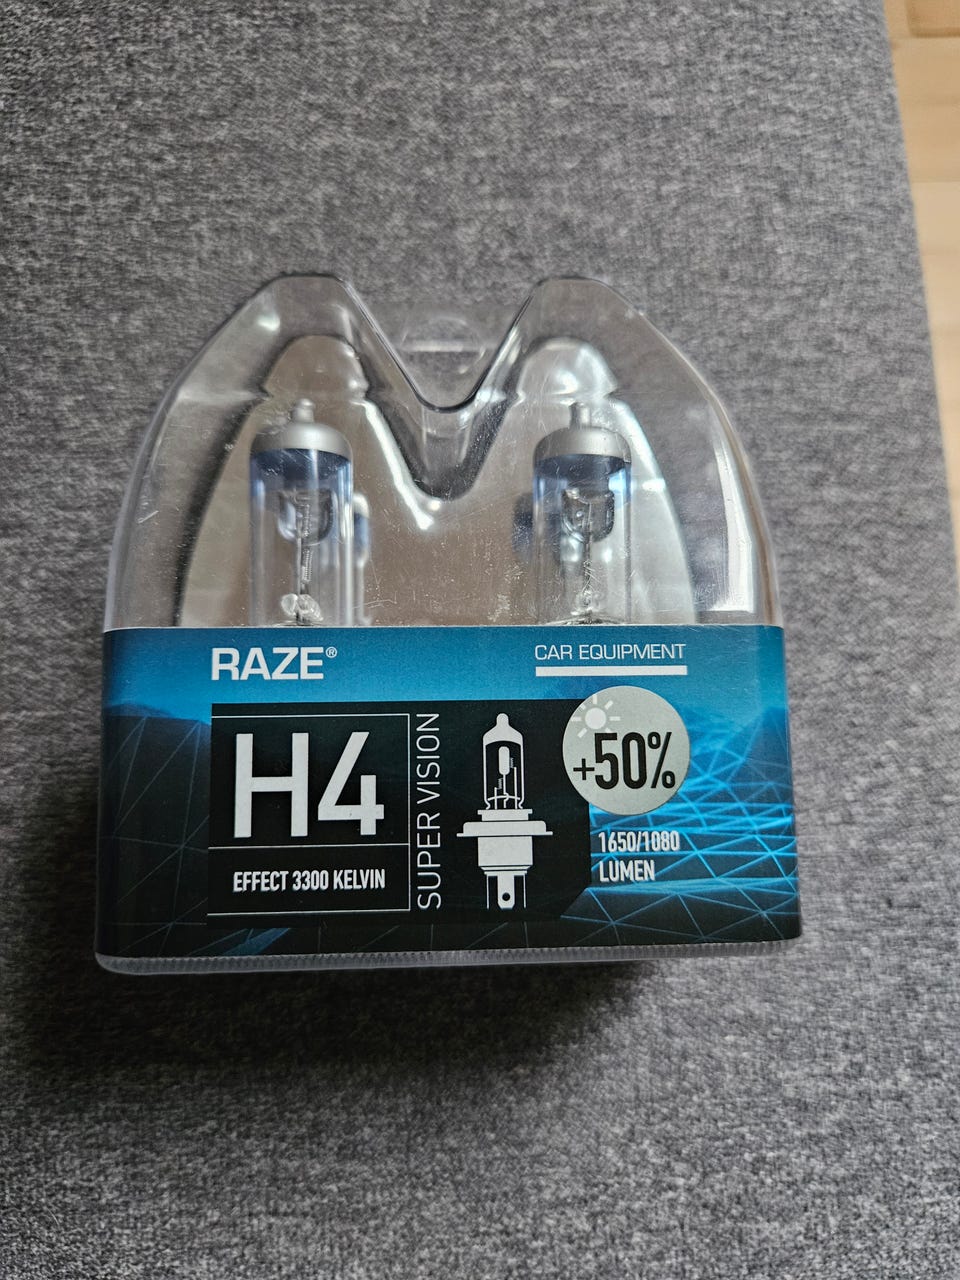 RAZE®
CAR EQUIPMENT
H4
SUPER VISION
+50%
EFFECT 3300 KELVIN
1650/1080
LUMEN